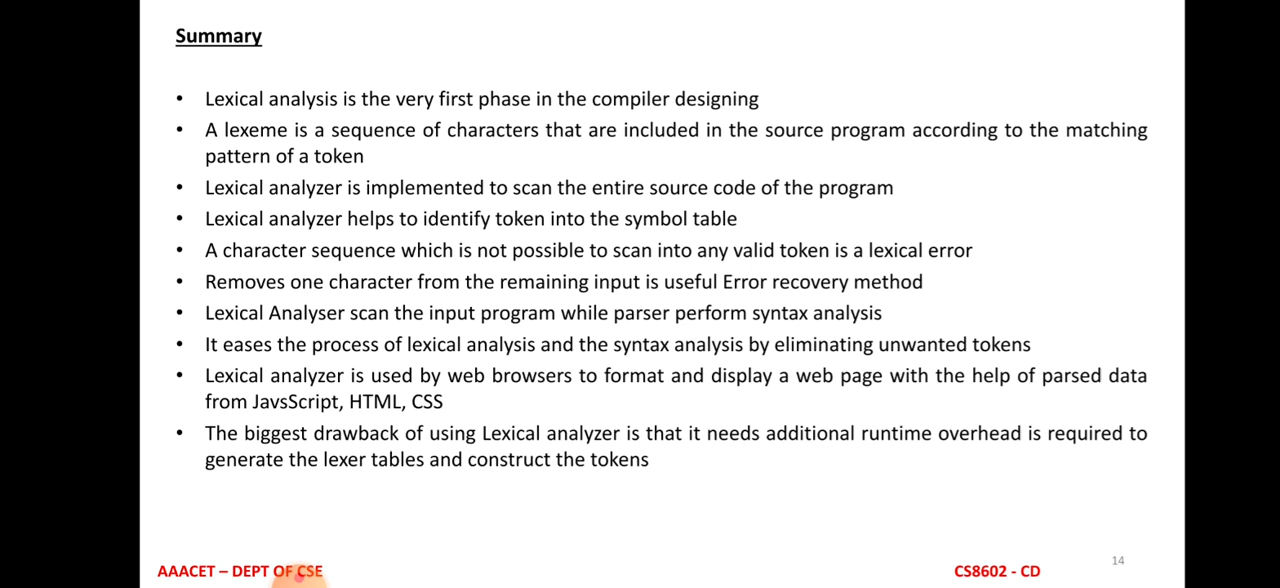 Summary
• Lexical analysis is the very first phase in the compiler designing
• A lexeme is a sequence of characters that are included in the source program according to the matching
pattern of a token
• Lexical analyzer is implemented to scan the entire source code of the program
• Lexical analyzer helps to identify token into the symbol table
• A character sequence which is not possible to scan into any valid token is a lexical error
• Removes one character from the remaining input is useful Error recovery method
• Lexical Analyser scan the input program while parser perform syntax analysis
• It eases the process of lexical analysis and the syntax analysis by eliminating unwanted tokens
• Lexical analyzer is used by web browsers to format and display a web page with the help of parsed data
from JavsScript, HTML, CSS
• The biggest drawback of using Lexical analyzer is that it needs additional runtime overhead is required to
generate the lexer tables and construct the tokens
14
AAACET – DEPT OF CSE
CS8602 - CD